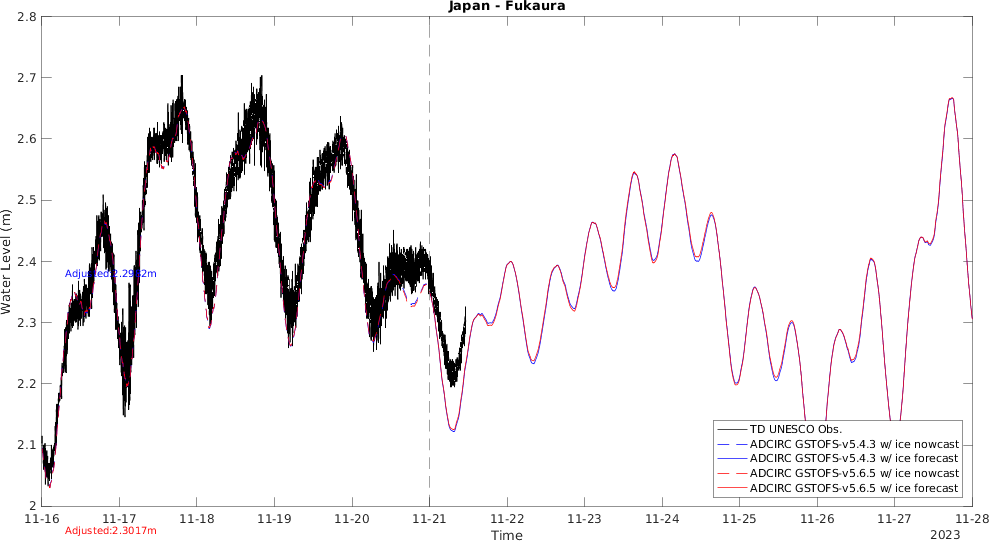 Japan - Fukaura
2.8
2.7
2.6
2.5
2.4
2.3
2.2
2.1
2
Water Level (m)
Adjusted:2.2982m
Adjusted:2.3017m
TD UNESCO Obs.
ADCIRC GSTOFS-v5.4.3 w/ ice nowcast
ADCIRC GSTOFS-v5.4.3 w/ ice forecast
ADCIRC GSTOFS-v5.6.5 w/ ice nowcast
ADCIRC GSTOFS-v5.6.5 w/ ice forecast
11-16 11-17 11-18 11-19 11-20 11-21 11-22 11-23 11-24 11-25 11-26 11-27 11-28
Time
2023